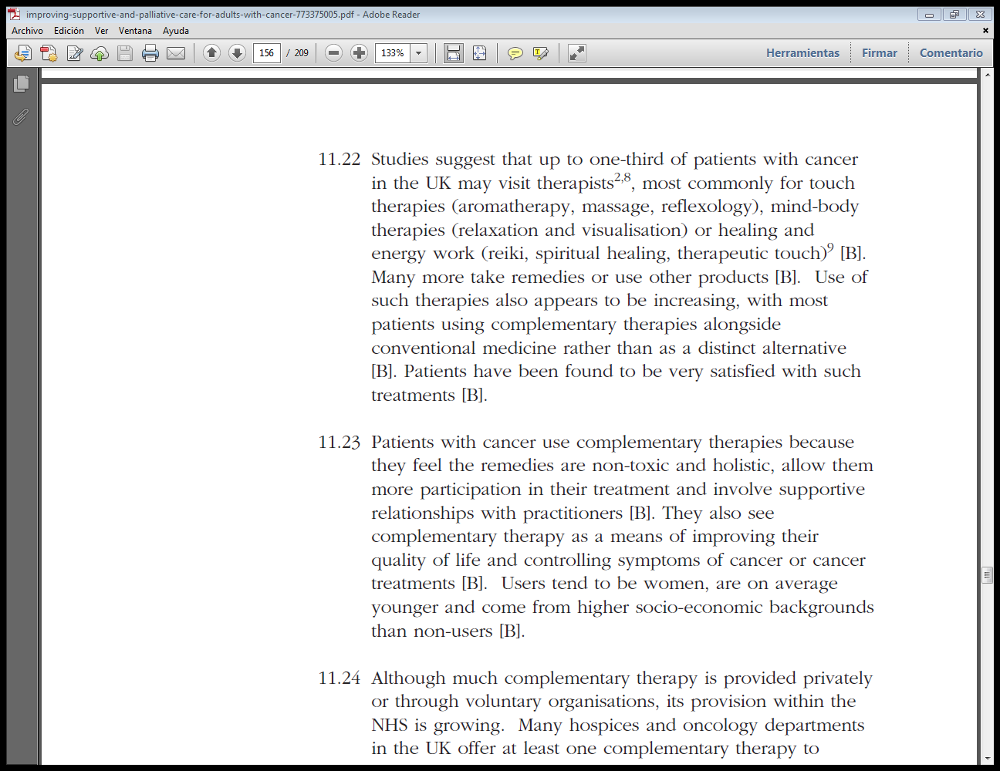 improving-supportive-and-palliative-care-for-adults-with-cancer-773375005.pdf - Adobe Reader
Archivo Edición Ver Ventana Ayuda
156 / 209 133% Herramientas Firmar Comentario
11.22 Studies suggest that up to one-third of patients with cancer
in the UK may visit therapists2,8, most commonly for touch
therapies (aromatherapy, massage, reflexology), mind-body
therapies (relaxation and visualisation) or healing and
energy work (reiki, spiritual healing, therapeutic touch)9 [B].
Many more take remedies or use other products [B]. Use of
such therapies also appears to be increasing, with most
patients using complementary therapies alongside
conventional medicine rather than as a distinct alternative
[B]. Patients have been found to be very satisfied with such
treatments [B].
11.23 Patients with cancer use complementary therapies because
they feel the remedies are non-toxic and holistic, allow them
more participation in their treatment and involve supportive
relationships with practitioners [B]. They also see
complementary therapy as a means of improving their
quality of life and controlling symptoms of cancer or cancer
treatments [B]. Users tend to be women, are on average
younger and come from higher socio-economic backgrounds
than non-users [B].
11.24 Although much complementary therapy is provided privately
or through voluntary organisations, its provision within the
NHS is growing. Many hospices and oncology departments
in the UK offer at least one complementary therapy to